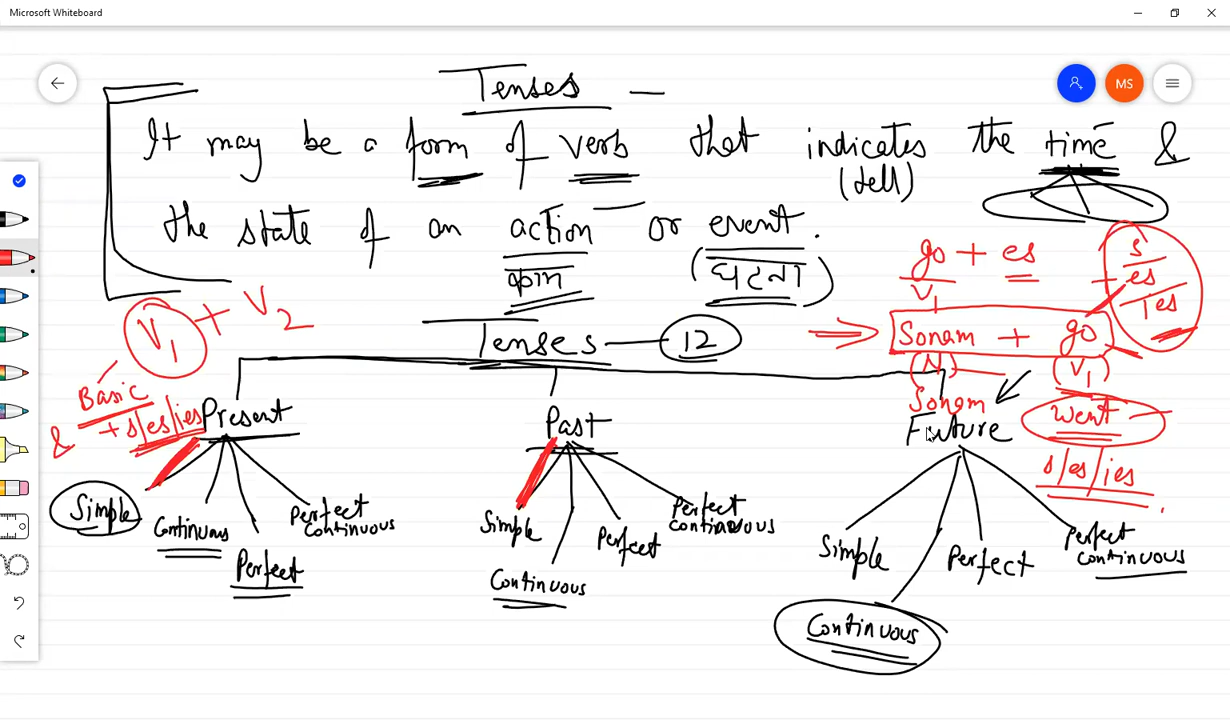 Microsoft Whiteboard
MS
Tenses —
It may be a form of verb that indicates the time &
(tell)
the state of an action or event.
काम
(घटना)
go + es
V1
s/es/ies
V1 + V2
Tenses — 12
⇒ Sonam + go
(N)
(V1)
Basic
& + s/es/ies
Sonam
went
s/es/ies.
Present
Past
Future
Simple
Continuous
Perfect
Perfect Continuous
Simple
Continuous
Perfect
Perfect Continuous
Simple
Continuous
Perfect
Perfect Continuous